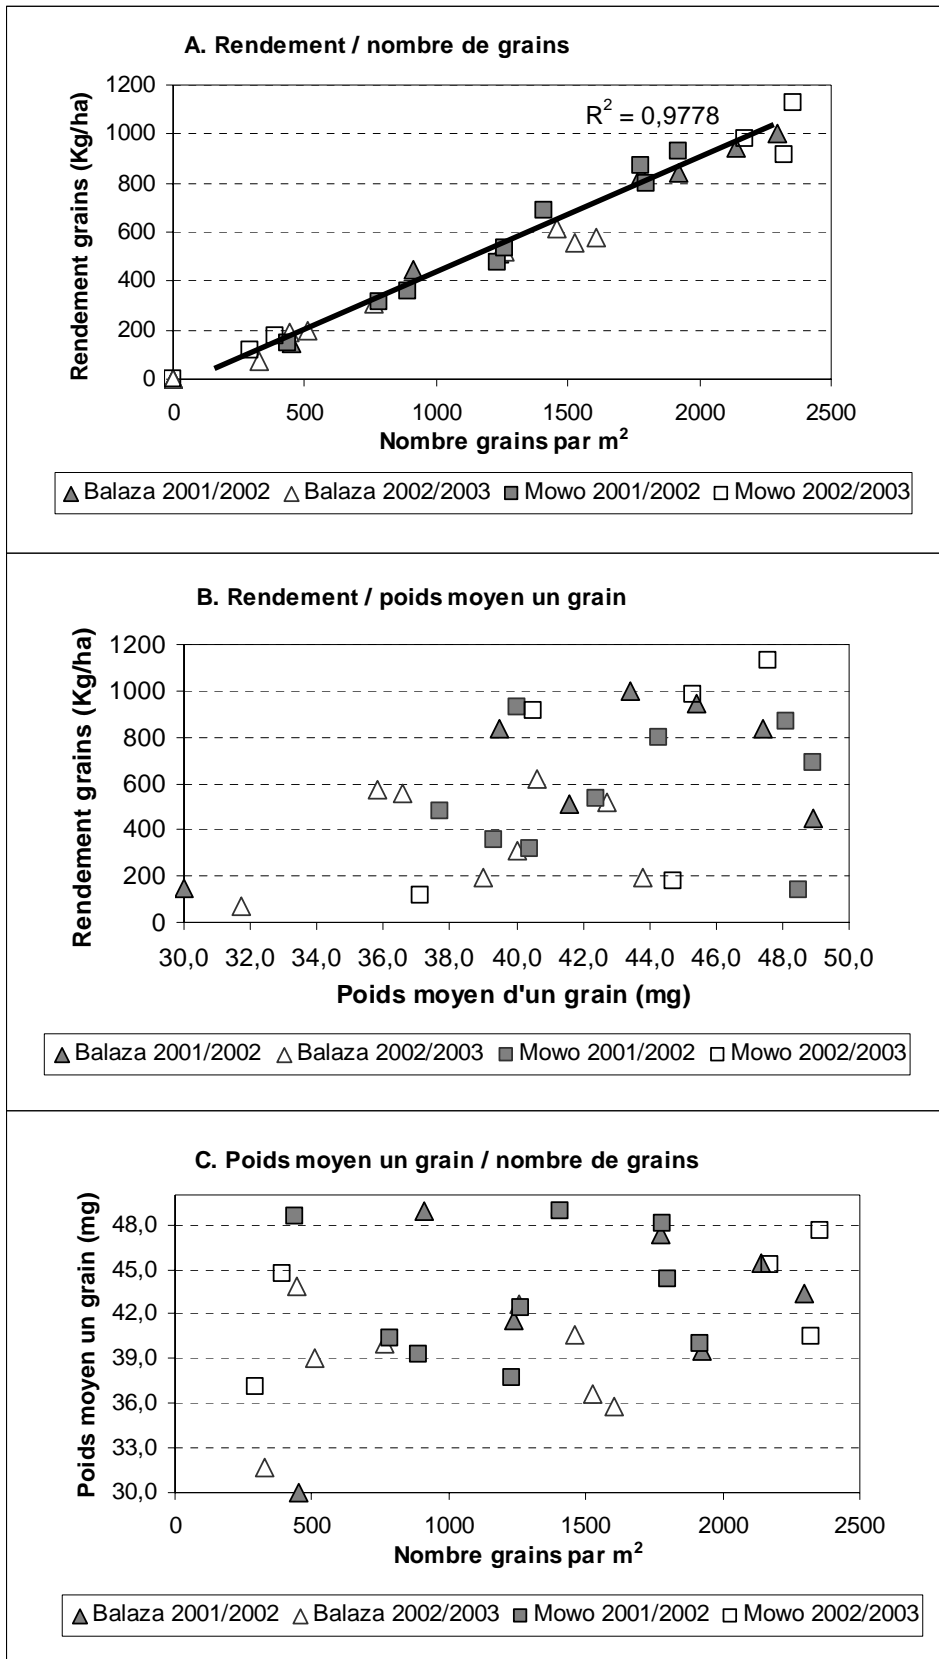 A. Rendement / nombre de grains
Rendement grains (Kg/ha)
1200
1000
800
600
400
200
0
R² = 0,9778
0 500 1000 1500 2000 2500
Nombre grains par m²
Balaza 2001/2002 Balaza 2002/2003 Mowo 2001/2002 Mowo 2002/2003
B. Rendement / poids moyen un grain
Rendement grains (Kg/ha)
1200
1000
800
600
400
200
0
30,0 32,0 34,0 36,0 38,0 40,0 42,0 44,0 46,0 48,0 50,0
Poids moyen d'un grain (mg)
Balaza 2001/2002 Balaza 2002/2003 Mowo 2001/2002 Mowo 2002/2003
C. Poids moyen un grain / nombre de grains
Poids moyen un grain (mg)
48,0
45,0
42,0
39,0
36,0
33,0
30,0
0 500 1000 1500 2000 2500
Nombre grains par m²
Balaza 2001/2002 Balaza 2002/2003 Mowo 2001/2002 Mowo 2002/2003